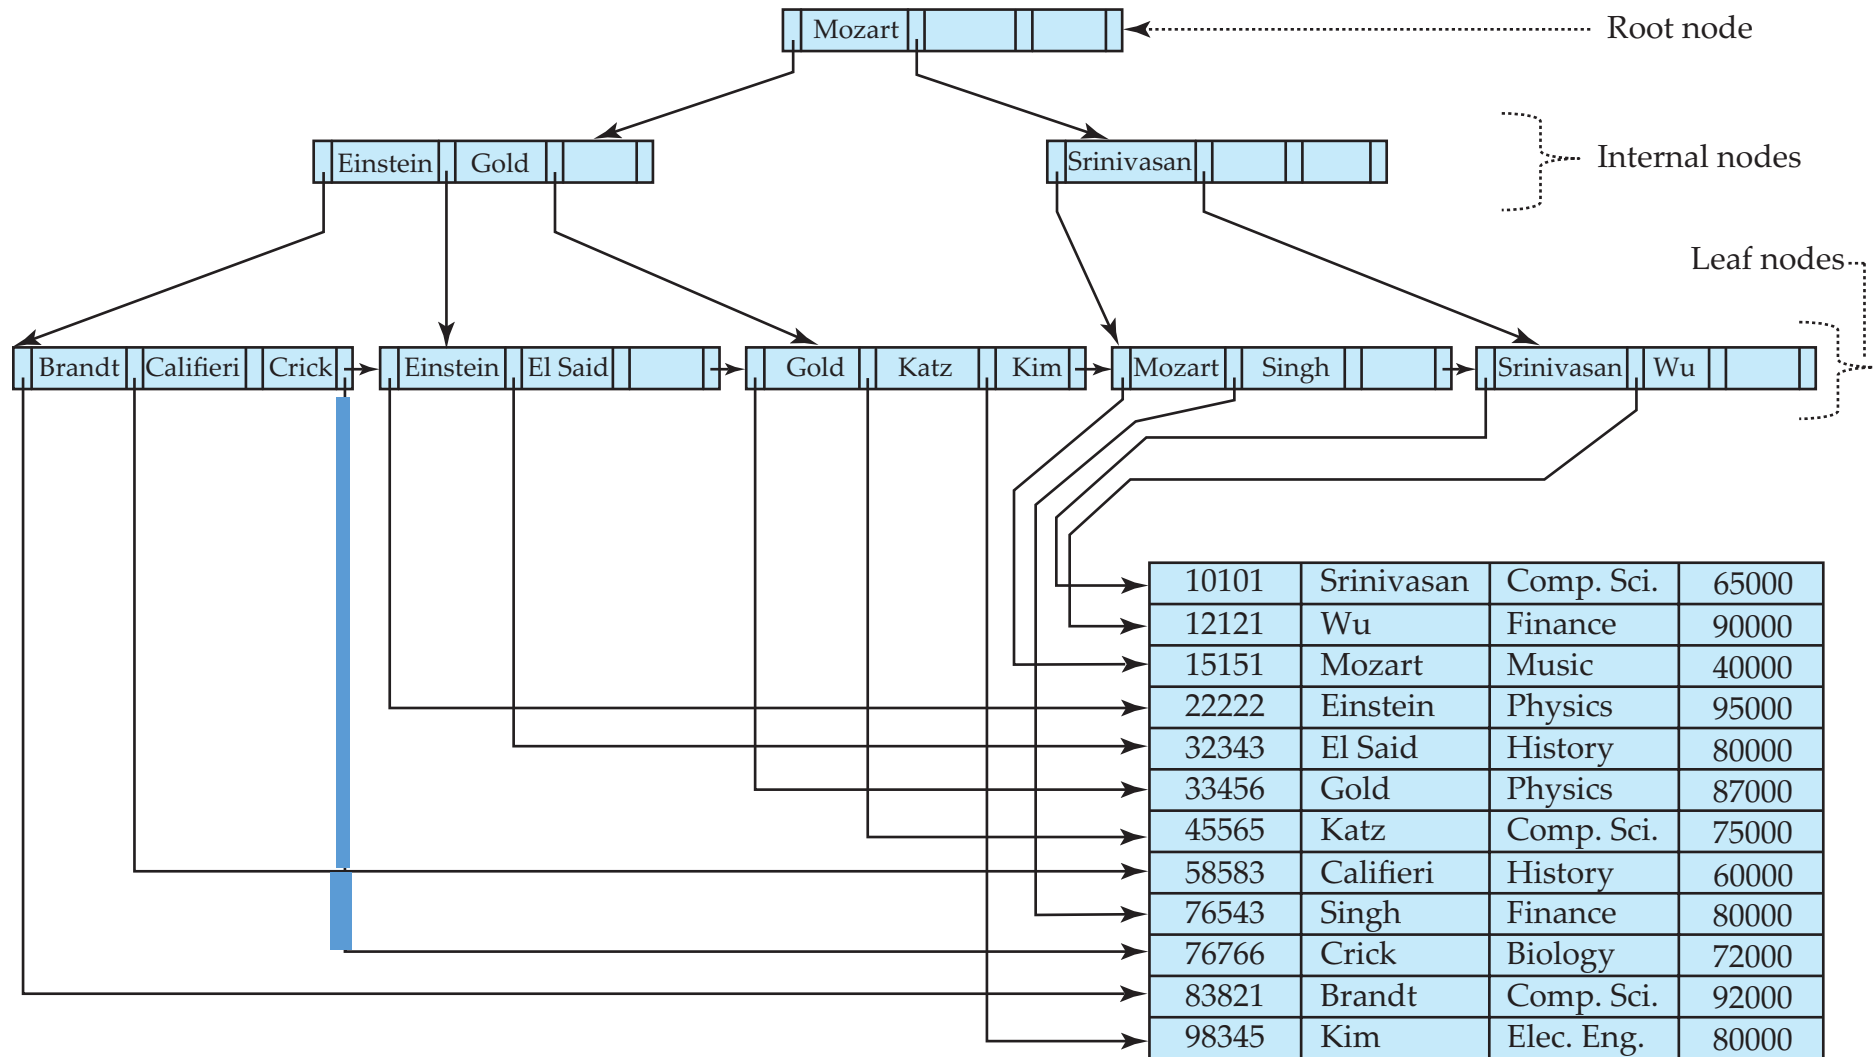 Mozart
Root node
Einstein Gold
Srinivasan
Internal nodes
Leaf nodes
Brandt Califieri Crick Einstein El Said Gold Katz Kim Mozart Singh Srinivasan Wu
10101 Srinivasan Comp. Sci. 65000
12121 Wu Finance 90000
15151 Mozart Music 40000
22222 Einstein Physics 95000
32343 El Said History 80000
33456 Gold Physics 87000
45565 Katz Comp. Sci. 75000
58583 Califieri History 60000
76543 Singh Finance 80000
76766 Crick Biology 72000
83821 Brandt Comp. Sci. 92000
98345 Kim Elec. Eng. 80000